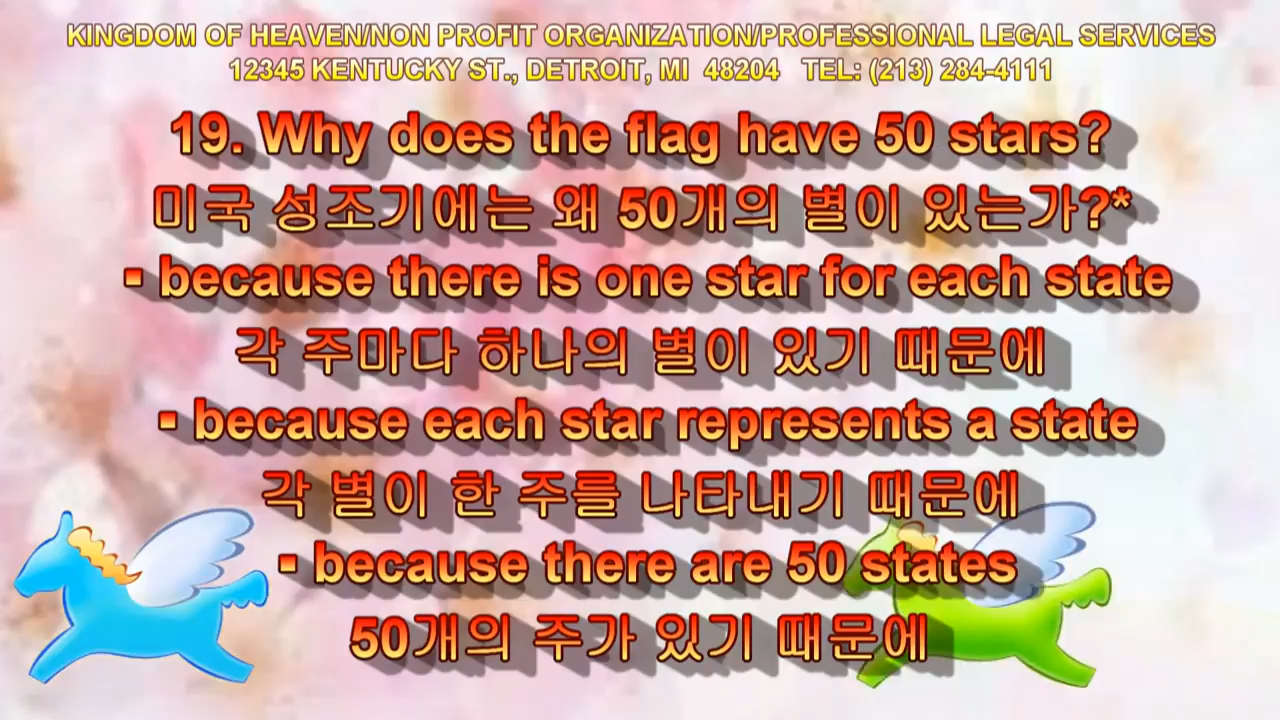 KINGDOM OF HEAVEN/NON PROFIT ORGANIZATION/PROFESSIONAL LEGAL SERVICES
12345 KENTUCKY ST., DETROIT, MI  48204   TEL: (213) 284-4111
19. Why does the flag have 50 stars?
미국 성조기에는 왜 50개의 별이 있는가?*
▪ because there is one star for each state
각 주마다 하나의 별이 있기 때문에
▪ because each star represents a state
각 별이 한 주를 나타내기 때문에
▪ because there are 50 states
50개의 주가 있기 때문에